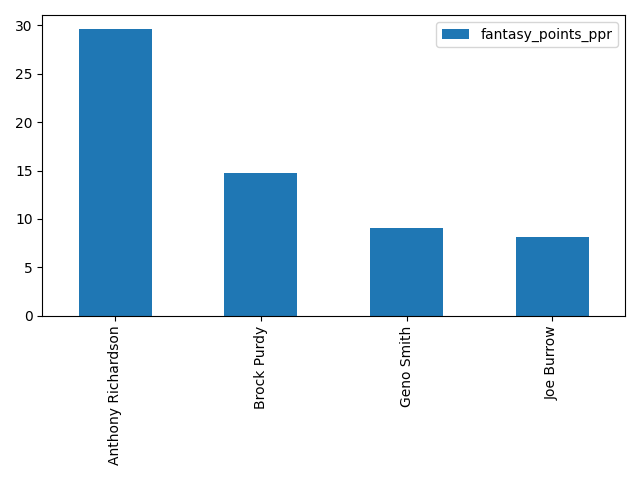 fantasy_points_ppr
30
25
20
15
10
5
0
Anthony Richardson
Brock Purdy
Geno Smith
Joe Burrow